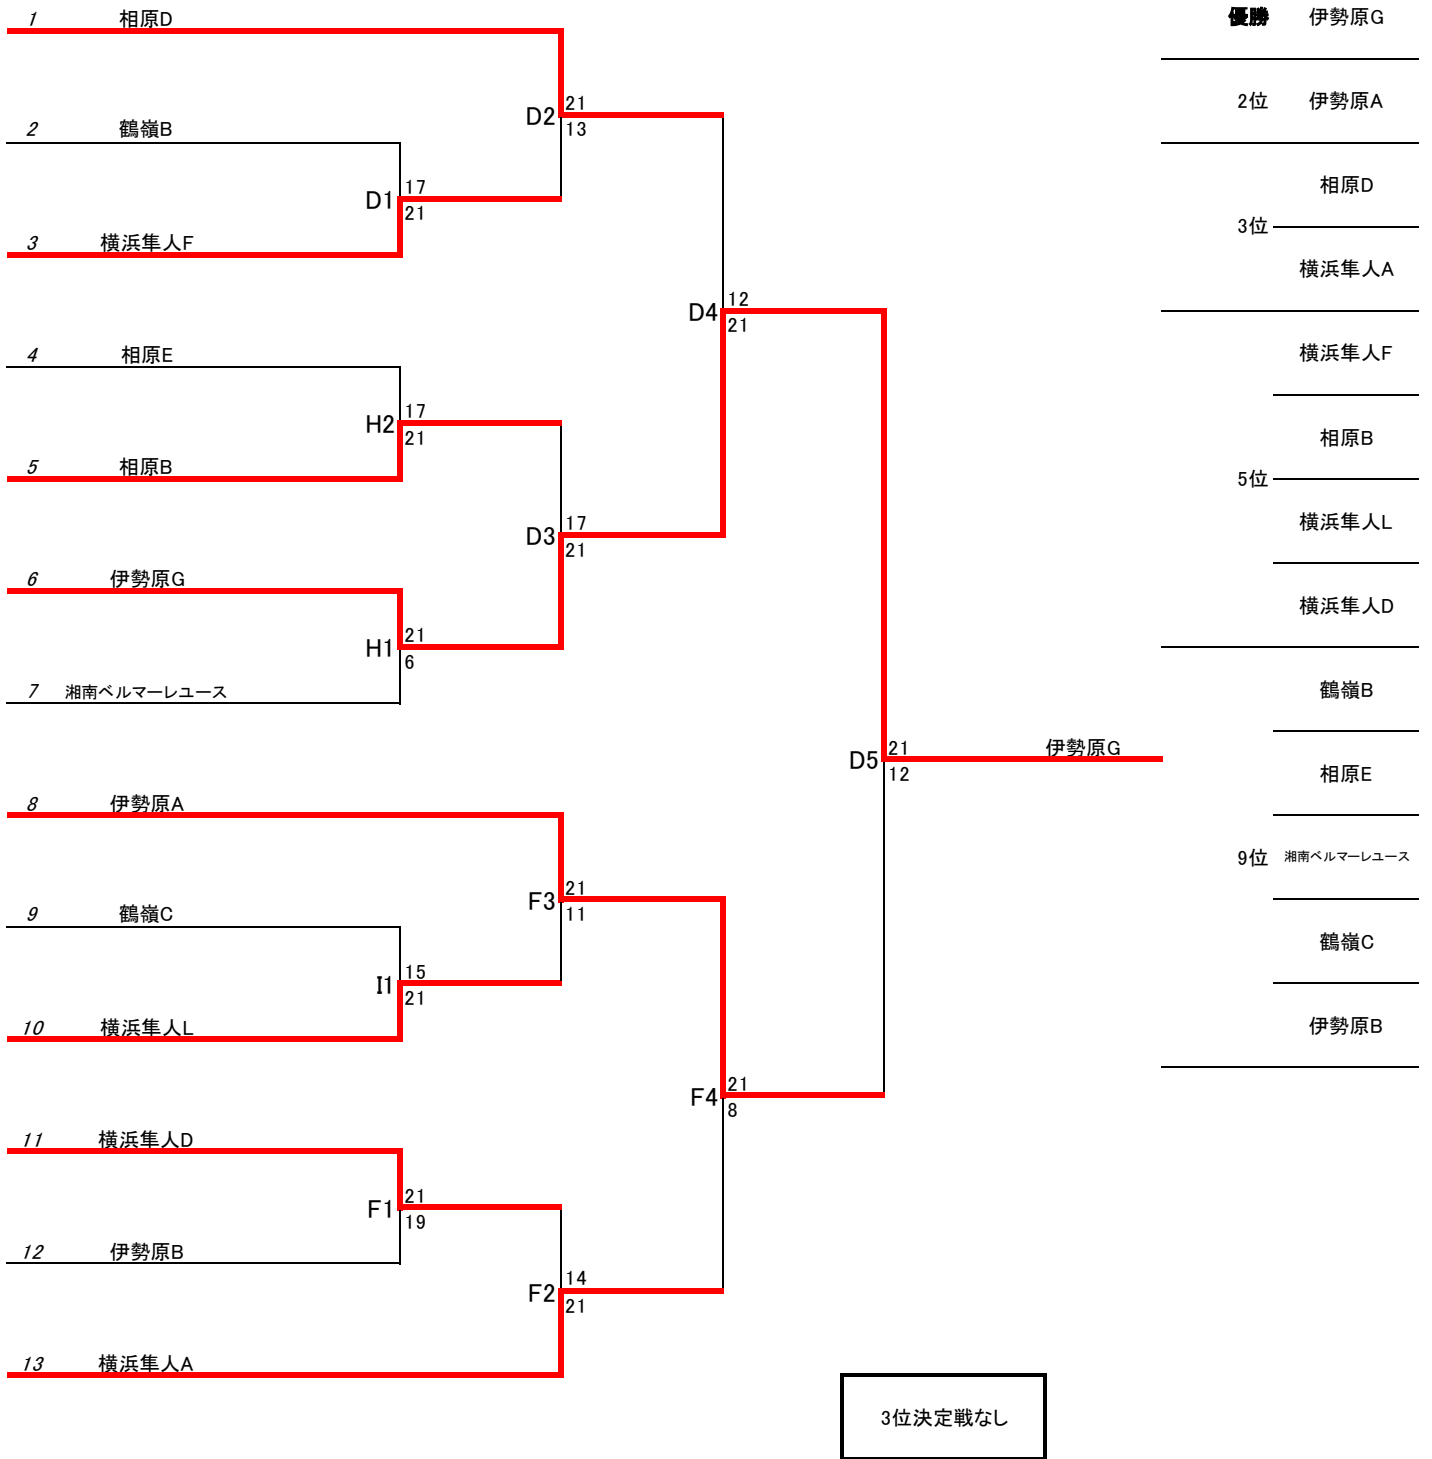 1 相原D
優勝 伊勢原G
2位 伊勢原A
D2 21
13
2 鶴嶺B
相原D
D1 17
21
3位
3 横浜隼人F
横浜隼人A
D4 12
21
4 相原E
横浜隼人F
H2 17
21
相原B
5 相原B
5位
D3 17
21
横浜隼人L
6 伊勢原G
横浜隼人D
H1 21
6
7 湘南ベルマーレユース
鶴嶺B
D5 21
12
伊勢原G
相原E
8 伊勢原A
9位 湘南ベルマーレユース
F3 21
11
9 鶴嶺C
鶴嶺C
I1 15
21
10 横浜隼人L
伊勢原B
F4 21
8
11 横浜隼人D
F1 21
19
12 伊勢原B
F2 14
21
13 横浜隼人A
3位決定戦なし